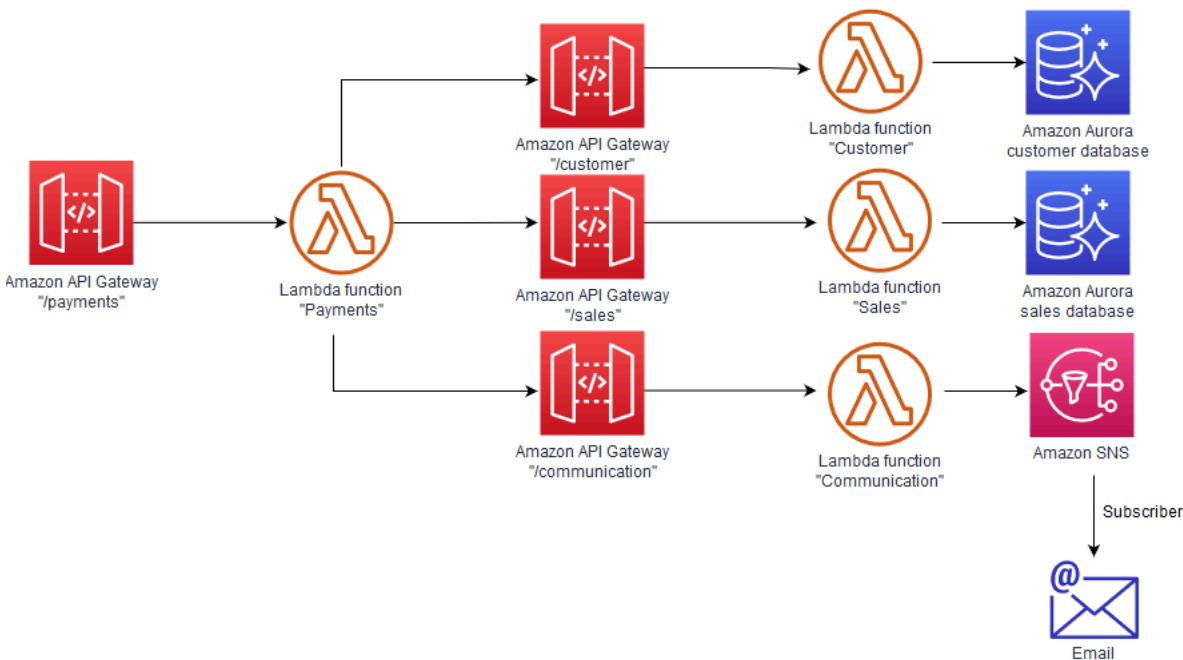 Amazon API Gateway
"/payments"
Lambda function
"Payments"
</>
Amazon API Gateway
"/customer"
Lambda function
"Customer"
Amazon Aurora
customer database
</>
</>
Amazon API Gateway
"/sales"
Lambda function
"Sales"
Amazon Aurora
sales database
</>
Amazon API Gateway
"/communication"
Lambda function
"Communication"
Amazon SNS
Subscriber
@
Email